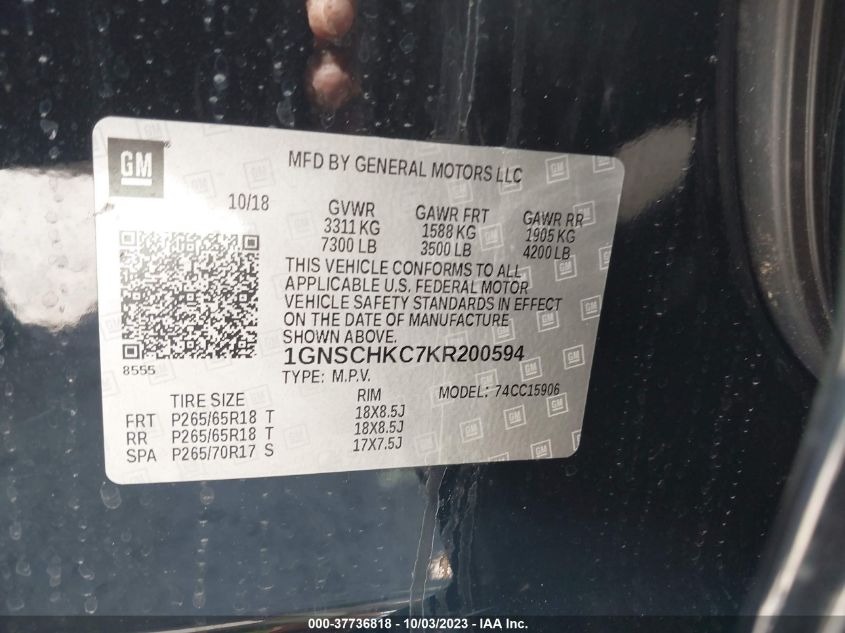 GM
MFD BY GENERAL MOTORS LLC
10/18
GVWR GAWR FRT GAWR RR
3311 KG 1588 KG 1905 KG
7300 LB 3500 LB 4200 LB
THIS VEHICLE CONFORMS TO ALL
APPLICABLE U.S. FEDERAL MOTOR
VEHICLE SAFETY STANDARDS IN EFFECT
ON THE DATE OF MANUFACTURE
SHOWN ABOVE.
1GNSCHKC7KR200594
8555
TYPE: M.P.V. MODEL: 74CC15906
TIRE SIZE RIM
FRT P265/65R18 T 18X8.5J
RR P265/65R18 T 18X8.5J
SPA P265/70R17 S 17X7.5J
000-37736818 - 10/03/2023 - IAA Inc.